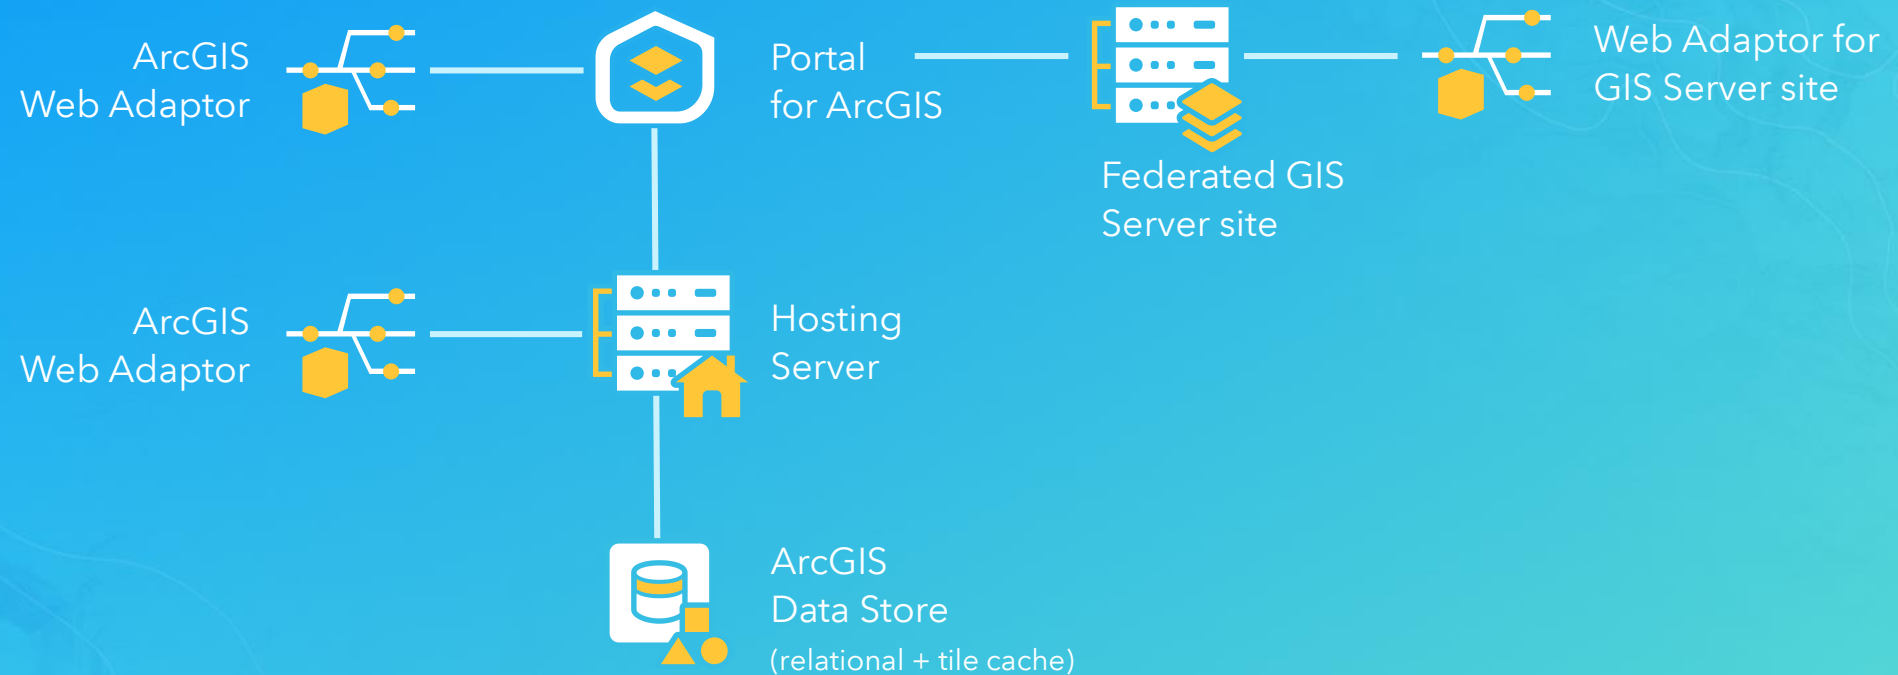 ArcGIS
Web Adaptor
Portal
for ArcGIS
Web Adaptor for
GIS Server site
Federated GIS
Server site
ArcGIS
Web Adaptor
Hosting
Server
ArcGIS
Data Store
(relational + tile cache)